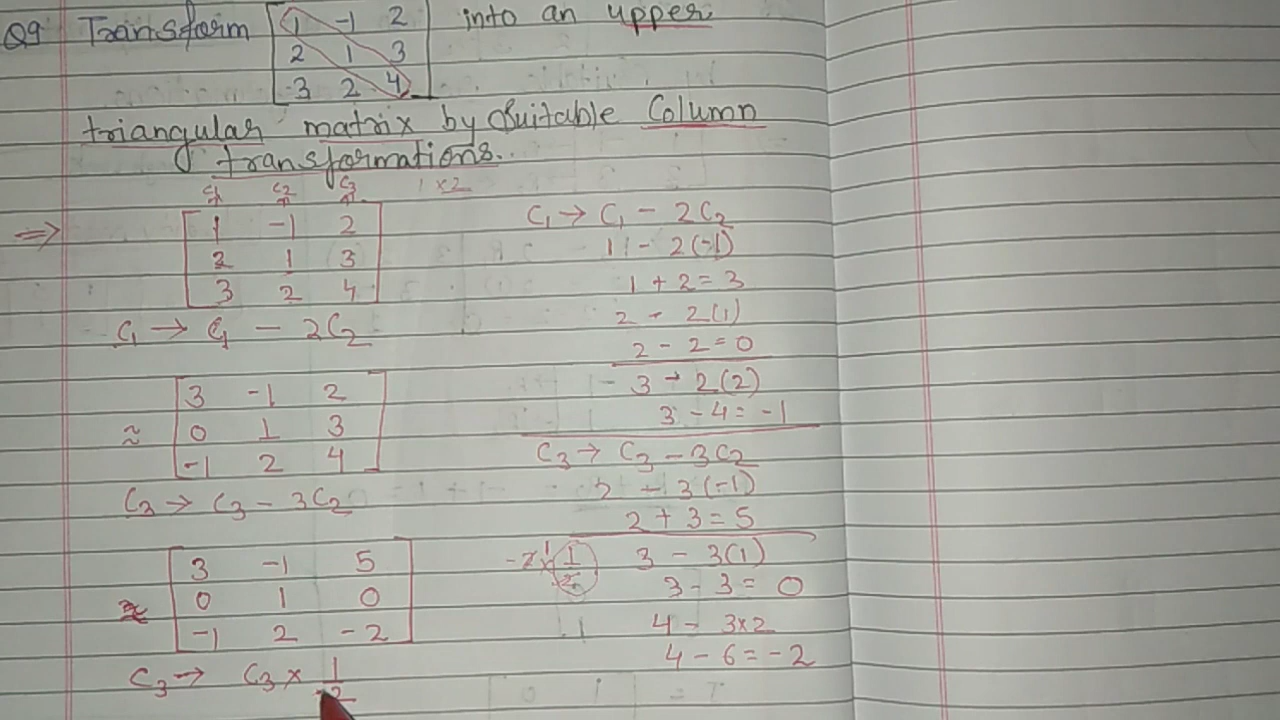 Q9 Transform [ 1 -1 2 into an upper
2 1 3
3 2 4 ]
triangular matrix by Suitable Column
transformations.
C1 C2 C3 1×2
⇒ [ 1 -1 2
2 1 3
3 2 4 ]
C1 → C1 - 2C2
≈ [ 3 -1 2
0 1 3
-1 2 4 ]
C3 → C3 - 3C2
≈ [ 3 -1 5
0 1 0
-1 2 -2 ]
C3 → C3 × 1/-2
C1 → C1 - 2C2
1 - 2(-1)
1 + 2 = 3
2 - 2(1)
2 - 2 = 0
3 - 2(2)
3 - 4 = -1
C3 → C3 - 3C2
2 - 3(-1)
2 + 3 = 5
3 - 3(1)
3 - 3 = 0
4 - 3×2
4 - 6 = -2